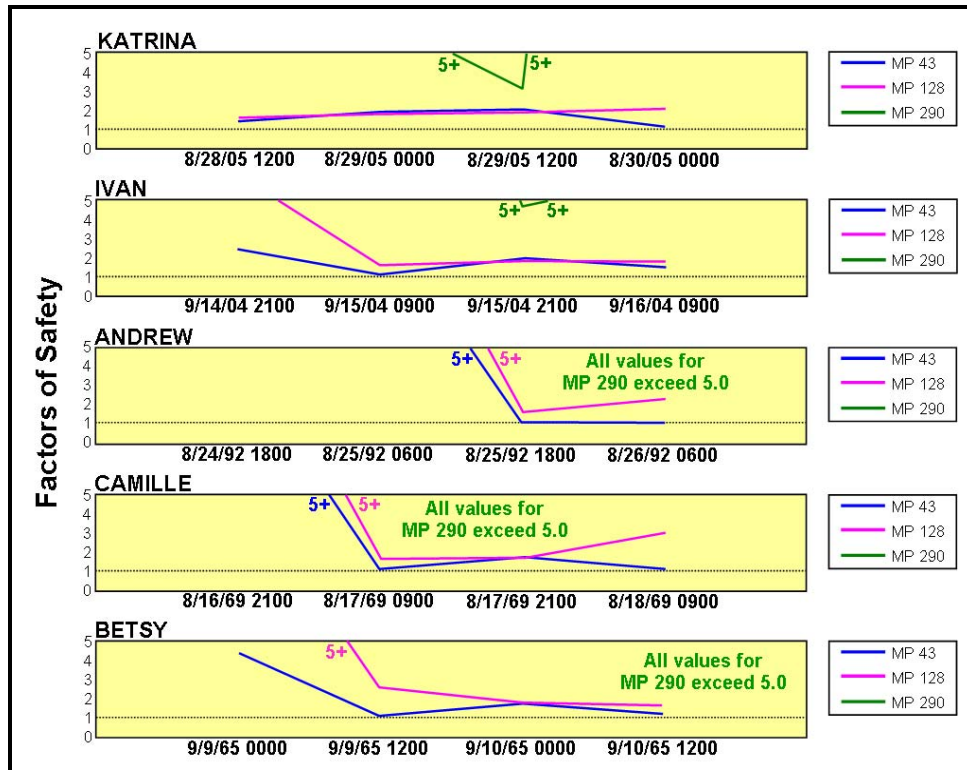 Factors of Safety
KATRINA
5
4
3
2
1
0
5+ 5+
8/28/05 1200 8/29/05 0000 8/29/05 1200 8/30/05 0000
MP 43
MP 128
MP 290
IVAN
5
4
3
2
1
0
5+ 5+
9/14/04 2100 9/15/04 0900 9/15/04 2100 9/16/04 0900
MP 43
MP 128
MP 290
ANDREW
5
4
3
2
1
0
5+ 5+
All values for
MP 290 exceed 5.0
8/24/92 1800 8/25/92 0600 8/25/92 1800 8/26/92 0600
MP 43
MP 128
MP 290
CAMILLE
5
4
3
2
1
0
5+ 5+
All values for
MP 290 exceed 5.0
8/16/69 2100 8/17/69 0900 8/17/69 2100 8/18/69 0900
MP 43
MP 128
MP 290
BETSY
5
4
3
2
1
0
5+
All values for
MP 290 exceed 5.0
9/9/65 0000 9/9/65 1200 9/10/65 0000 9/10/65 1200
MP 43
MP 128
MP 290